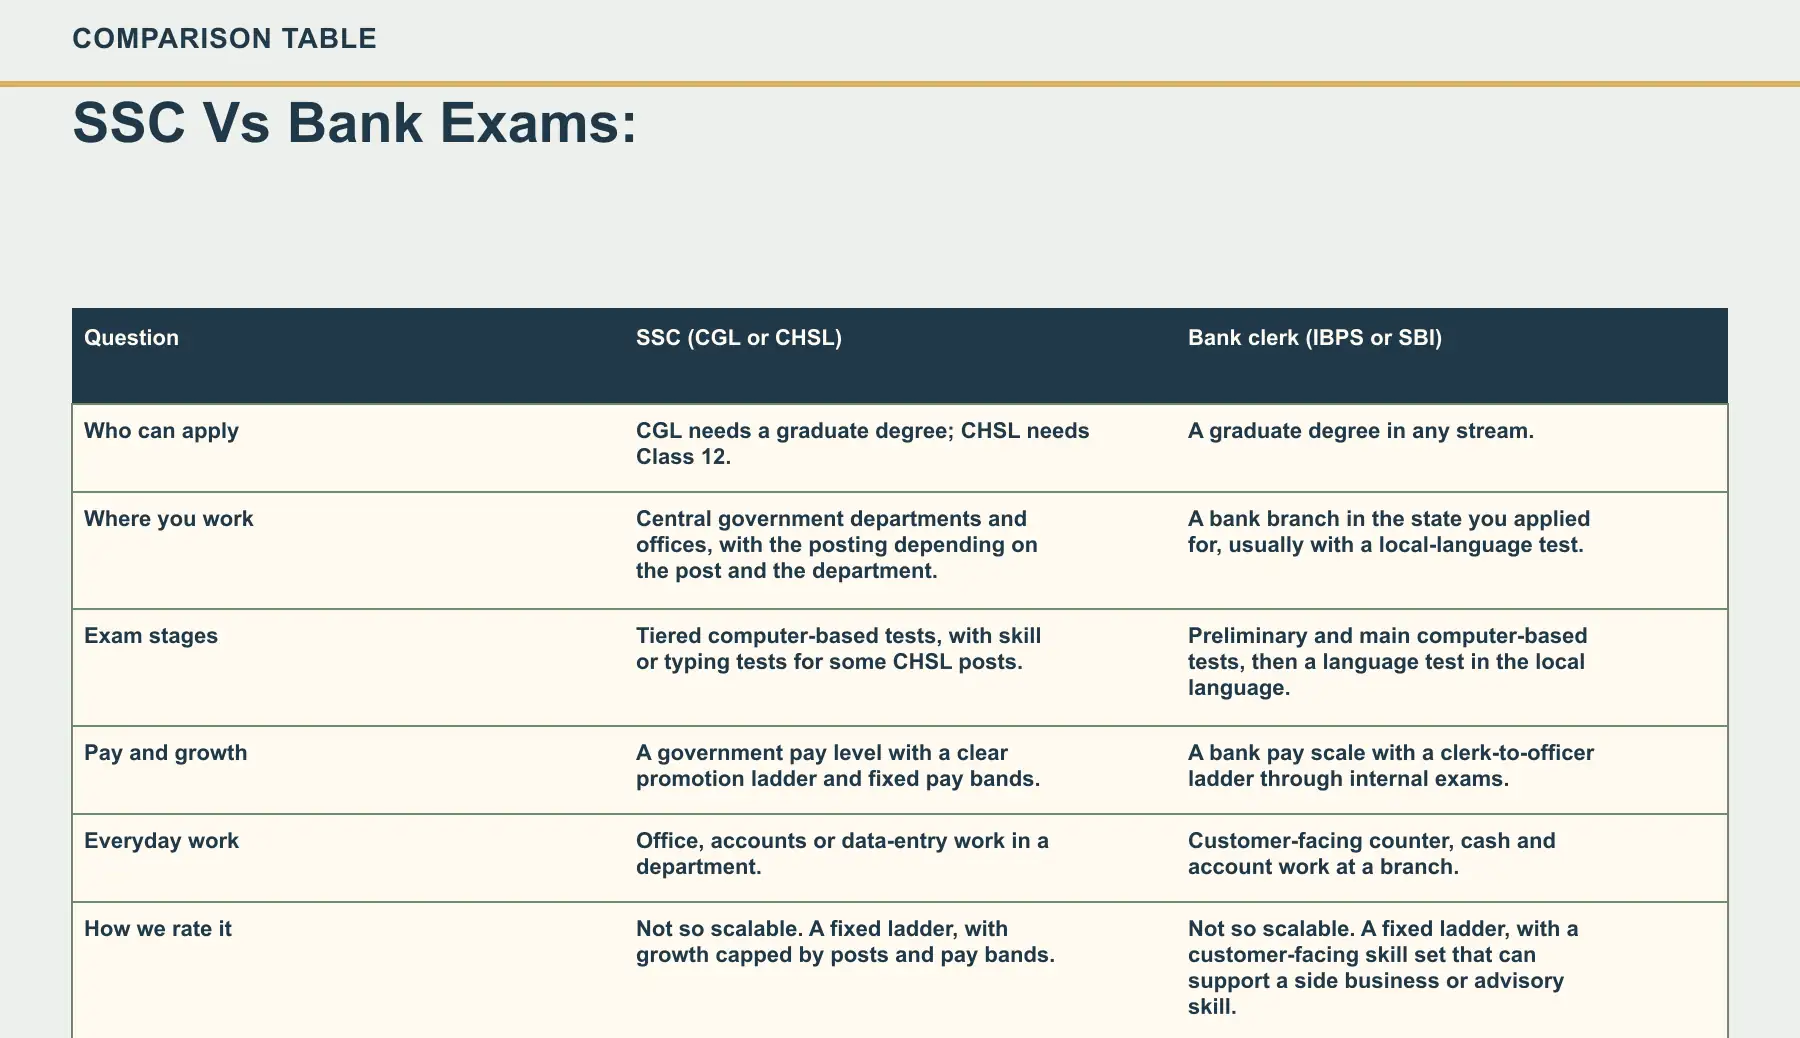 COMPARISON TABLE
SSC Vs Bank Exams:
Question
SSC (CGL or CHSL)
Bank clerk (IBPS or SBI)
Who can apply
CGL needs a graduate degree; CHSL needs
Class 12.
A graduate degree in any stream.
Where you work
Central government departments and
offices, with the posting depending on
the post and the department.
A bank branch in the state you applied
for, usually with a local-language test.
Exam stages
Tiered computer-based tests, with skill
or typing tests for some CHSL posts.
Preliminary and main computer-based
tests, then a language test in the local
language.
Pay and growth
A government pay level with a clear
promotion ladder and fixed pay bands.
A bank pay scale with a clerk-to-officer
ladder through internal exams.
Everyday work
Office, accounts or data-entry work in a
department.
Customer-facing counter, cash and
account work at a branch.
How we rate it
Not so scalable. A fixed ladder, with
growth capped by posts and pay bands.
Not so scalable. A fixed ladder, with a
customer-facing skill set that can
support a side business or advisory
skill.